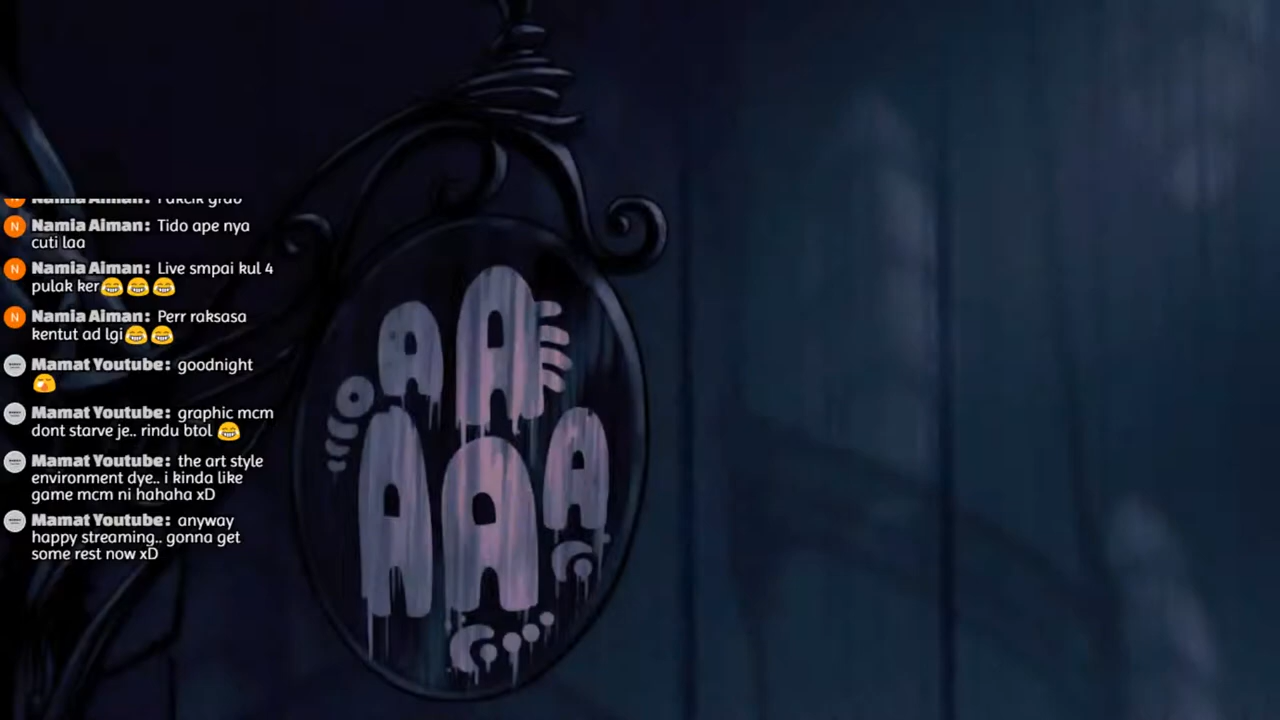 Namia Aiman: Tido ape nya
cuti laa
Namia Aiman: Live smpai kul 4
pulak ker😂😂😂
Namia Aiman: Perr raksasa
kentut ad lgi😂😂
Mamat Youtube: goodnight
Mamat Youtube: graphic mcm
dont starve je.. rindu btol 😂
Mamat Youtube: the art style
environment dye.. i kinda like
game mcm ni hahaha xD
Mamat Youtube: anyway
happy streaming.. gonna get
some rest now xD